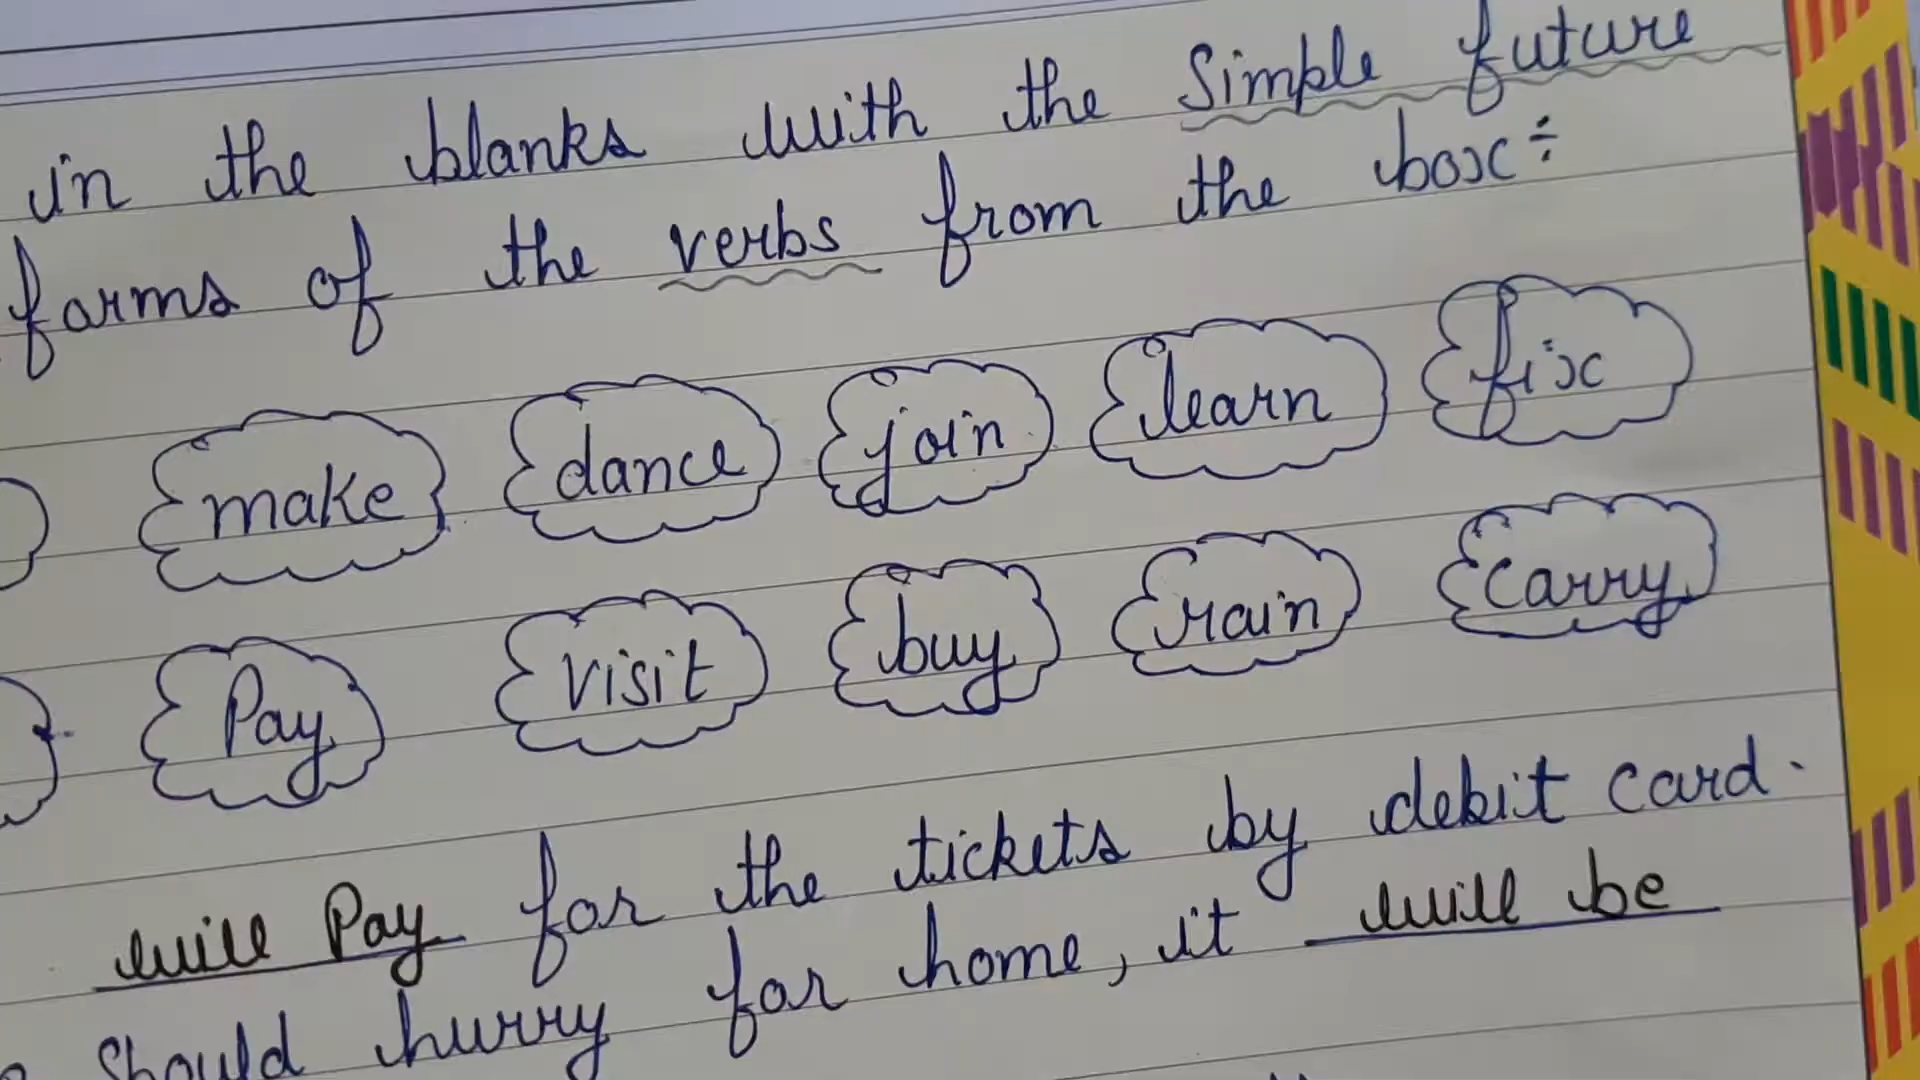 in the blanks with the Simple future
forms of the verbs from the box÷
make dance join learn fix
Pay visit buy rain carry
will Pay for the tickets by debit card.
should hurry for home, it will be